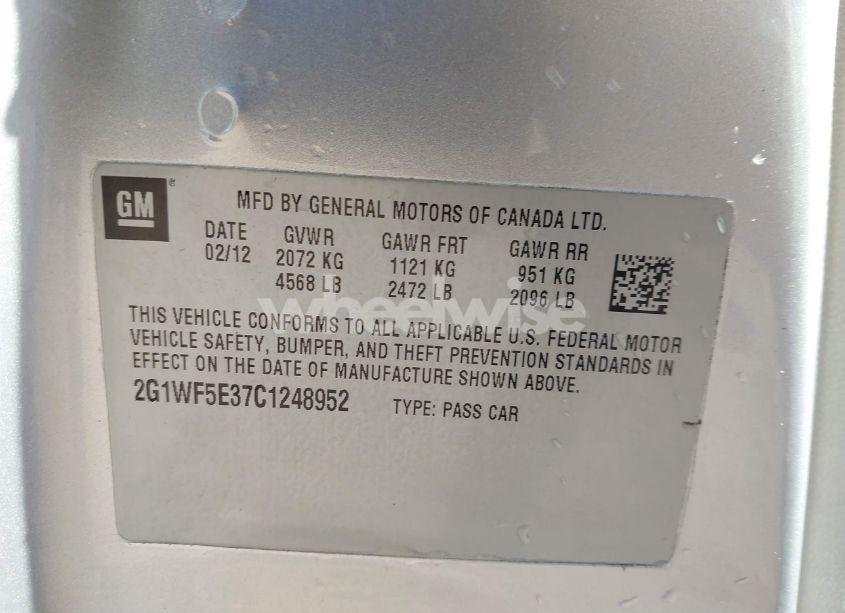 GM
MFD BY GENERAL MOTORS OF CANADA LTD.
DATE GVWR GAWR FRT GAWR RR
02/12 2072 KG 1121 KG 951 KG
4568 LB 2472 LB 2096 LB
wheelwise
THIS VEHICLE CONFORMS TO ALL APPLICABLE U.S. FEDERAL MOTOR
VEHICLE SAFETY, BUMPER, AND THEFT PREVENTION STANDARDS IN
EFFECT ON THE DATE OF MANUFACTURE SHOWN ABOVE.
2G1WF5E37C1248952 TYPE: PASS CAR